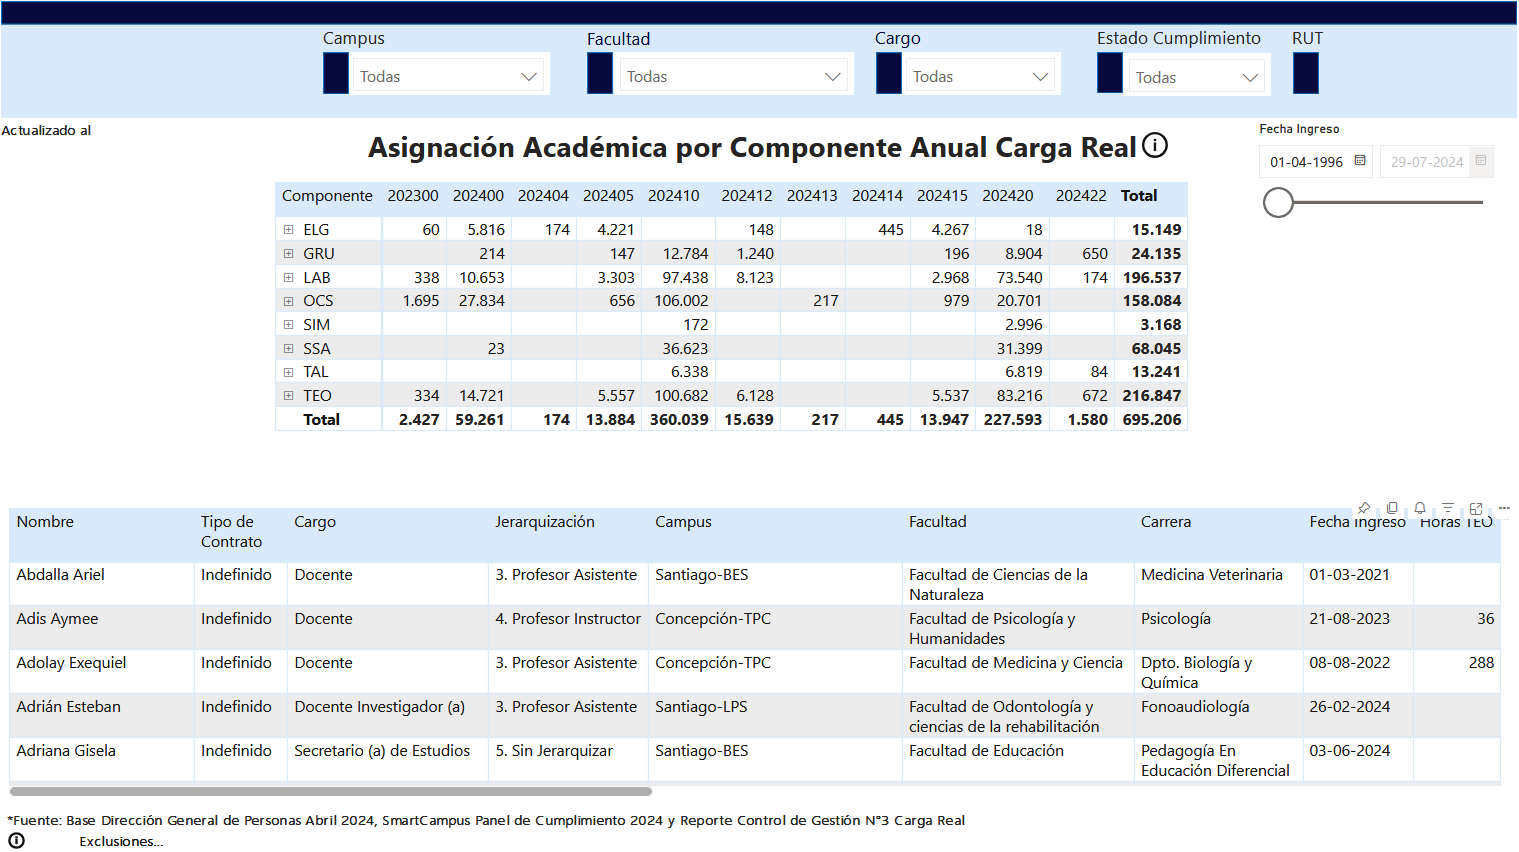 Campus Facultad Cargo Estado Cumplimiento RUT
Todas Todas Todas Todas
Actualizado al
Asignación Académica por Componente Anual Carga Real
Fecha Ingreso
01-04-1996 29-07-2024
Componente 202300 202400 202404 202405 202410 202412 202413 202414 202415 202420 202422 Total
ELG 60 5.816 174 4.221 148 445 4.267 18 15.149
GRU 214 147 12.784 1.240 196 8.904 650 24.135
LAB 338 10.653 3.303 97.438 8.123 2.968 73.540 174 196.537
OCS 1.695 27.834 656 106.002 217 979 20.701 158.084
SIM 172 2.996 3.168
SSA 23 36.623 31.399 68.045
TAL 6.338 6.819 84 13.241
TEO 334 14.721 5.557 100.682 6.128 5.537 83.216 672 216.847
Total 2.427 59.261 174 13.884 360.039 15.639 217 445 13.947 227.593 1.580 695.206
Nombre Tipo de Cargo Jerarquización Campus Facultad Carrera Fecha Ingreso Horas TEO
Contrato
Abdalla Ariel Indefinido Docente 3. Profesor Asistente Santiago-BES Facultad de Ciencias de la Medicina Veterinaria 01-03-2021
Naturaleza
Adis Aymee Indefinido Docente 4. Profesor Instructor Concepción-TPC Facultad de Psicología y Psicología 21-08-2023 36
Humanidades
Adolay Exequiel Indefinido Docente 3. Profesor Asistente Concepción-TPC Facultad de Medicina y Ciencia Dpto. Biología y 08-08-2022 288
Química
Adrián Esteban Indefinido Docente Investigador (a) 3. Profesor Asistente Santiago-LPS Facultad de Odontología y Fonoaudiología 26-02-2024
ciencias de la rehabilitación
Adriana Gisela Indefinido Secretario (a) de Estudios 5. Sin Jerarquizar Santiago-BES Facultad de Educación Pedagogía En 03-06-2024
Educación Diferencial
*Fuente: Base Dirección General de Personas Abril 2024, SmartCampus Panel de Cumplimiento 2024 y Reporte Control de Gestión N°3 Carga Real
Exclusiones...